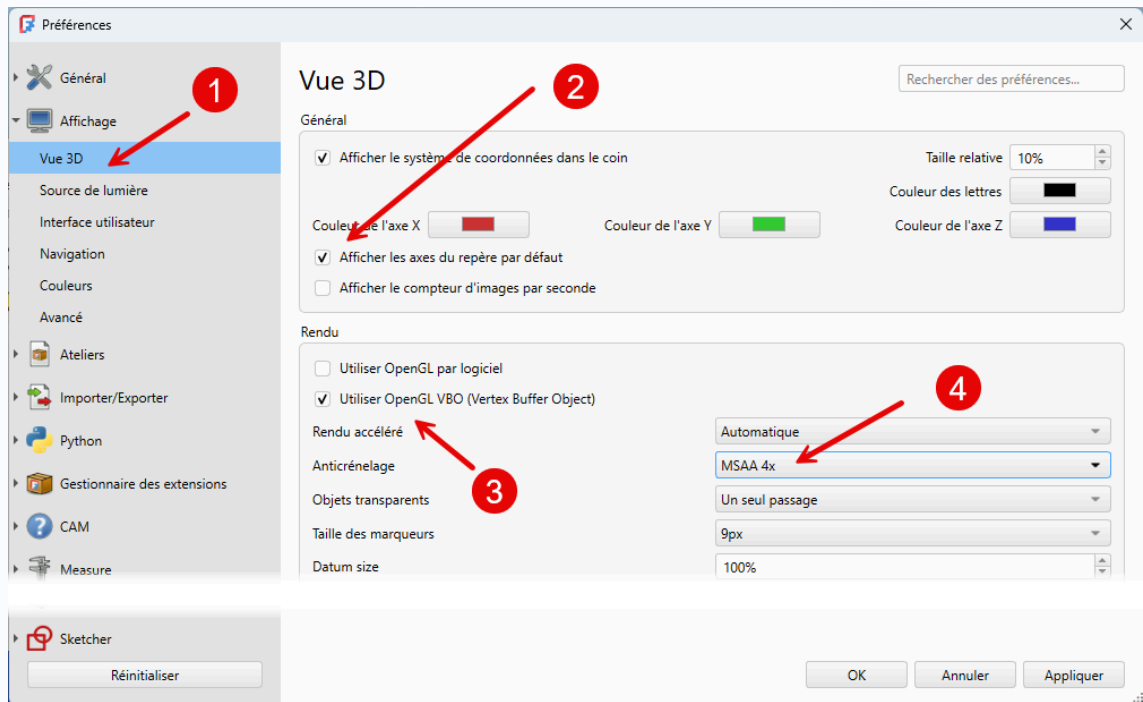 Préférences
Général
Affichage
Vue 3D
Source de lumière
Interface utilisateur
Navigation
Couleurs
Avancé
Ateliers
Importer/Exporter
Python
Gestionnaire des extensions
CAM
Measure
Sketcher
Réinitialiser
1
2
Vue 3D
Rechercher des préférences...
Général
Afficher le système de coordonnées dans le coin
Taille relative 10%
Couleur des lettres
Couleur de l'axe X Couleur de l'axe Y Couleur de l'axe Z
Afficher les axes du repère par défaut
Afficher le compteur d'images par seconde
Rendu
Utiliser OpenGL par logiciel
Utiliser OpenGL VBO (Vertex Buffer Object)
4
Rendu accéléré Automatique
Anticrénelage MSAA 4x
3
Objets transparents Un seul passage
Taille des marqueurs 9px
Datum size 100%
OK Annuler Appliquer